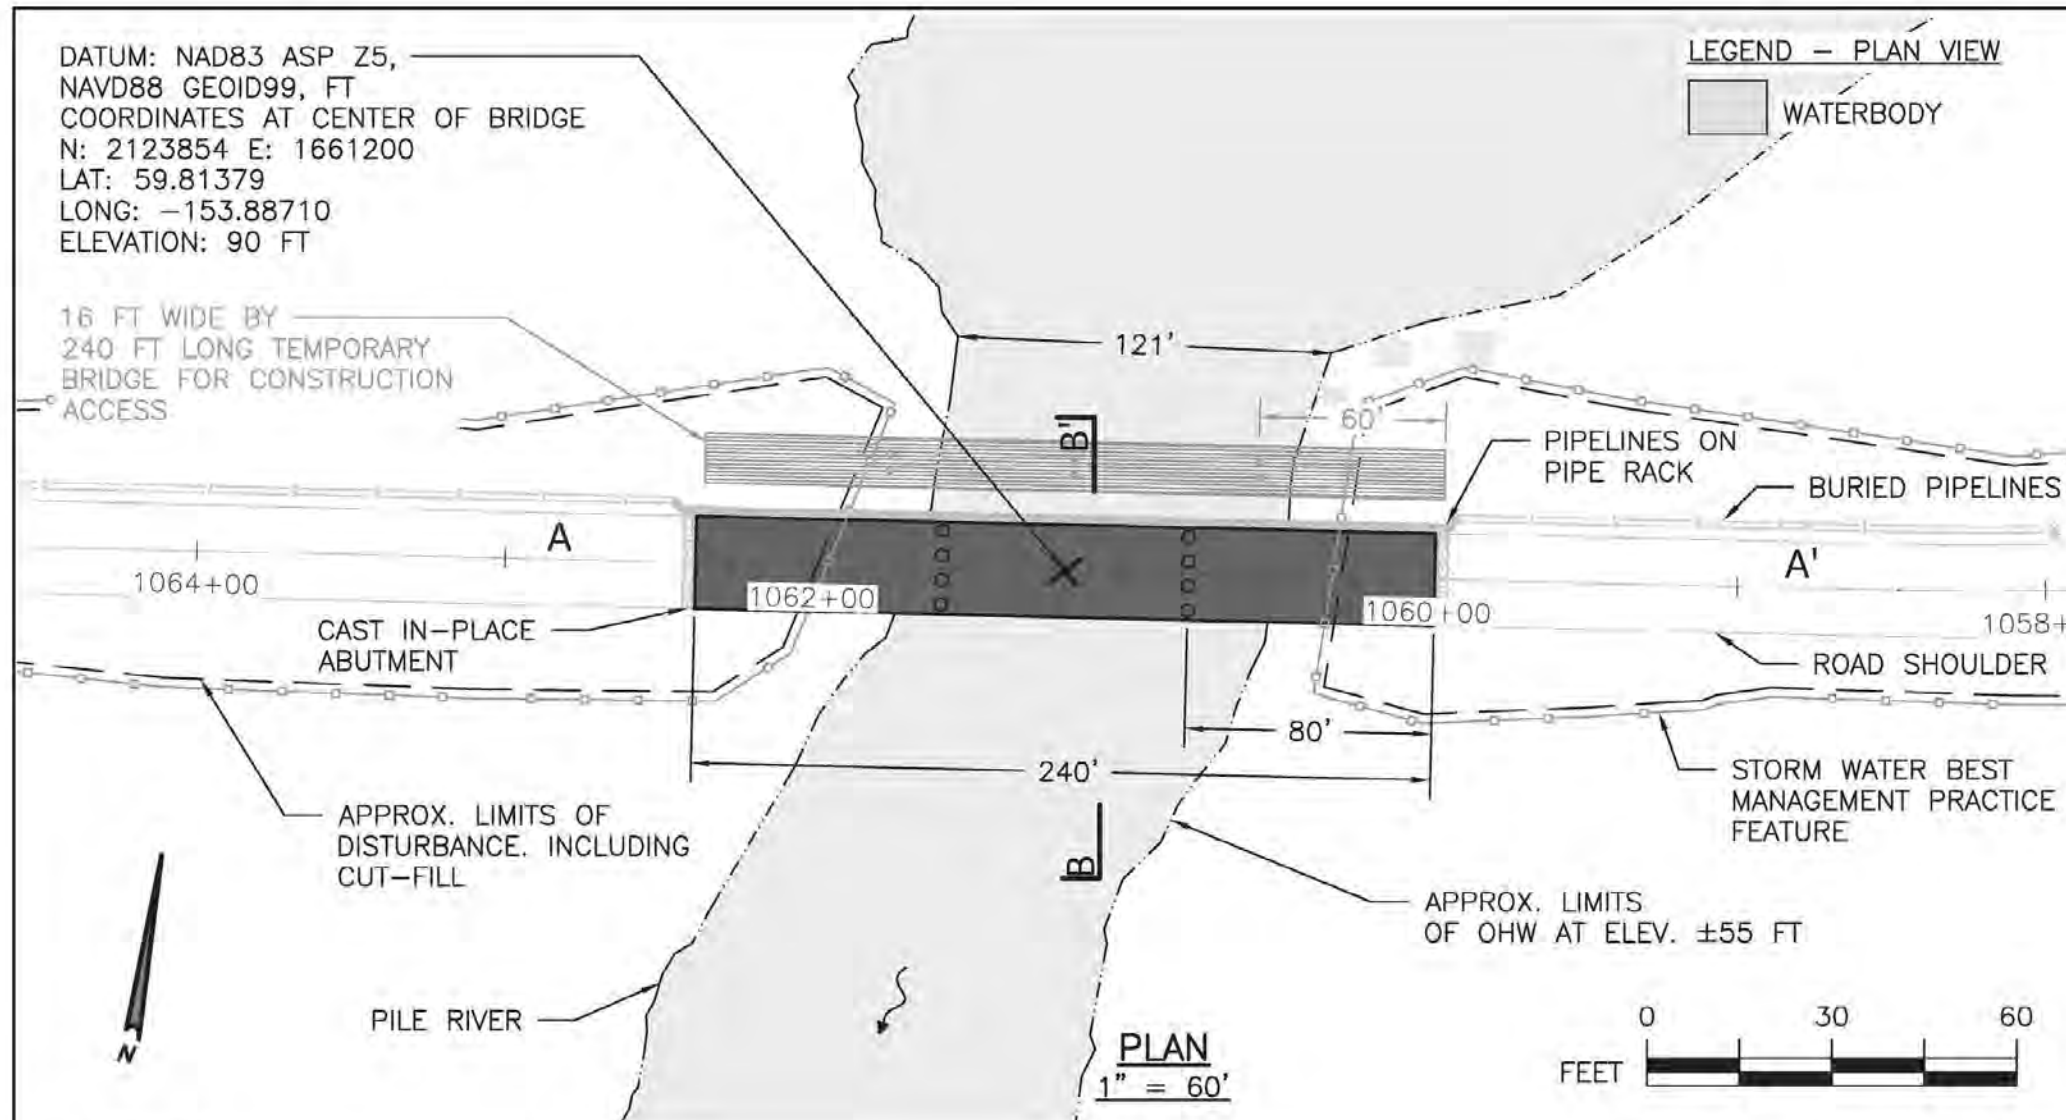 DATUM: NAD83 ASP Z5,
NAVD88 GEOID99, FT
COORDINATES AT CENTER OF BRIDGE
N: 2123854 E: 1661200
LAT: 59.81379
LONG: -153.88710
ELEVATION: 90 FT
LEGEND - PLAN VIEW
WATERBODY
16 FT WIDE BY
240 FT LONG TEMPORARY
BRIDGE FOR CONSTRUCTION
ACCESS
121'
60'
B'
PIPELINES ON
PIPE RACK
BURIED PIPELINES
A
A'
1064+00
1062+00
1060+00
1058+
CAST IN-PLACE
ABUTMENT
ROAD SHOULDER
80'
240'
STORM WATER BEST
MANAGEMENT PRACTICE
FEATURE
APPROX. LIMITS OF
DISTURBANCE. INCLUDING
CUT-FILL
B
APPROX. LIMITS
OF OHW AT ELEV. ±55 FT
PILE RIVER
N
PLAN
1" = 60'
0 30 60
FEET